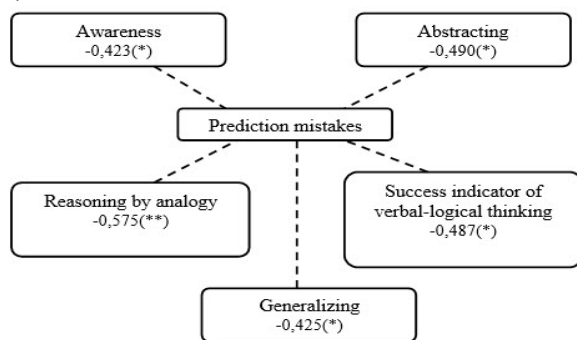 Awareness
-0,423(*)
Abstracting
-0,490(*)
Prediction mistakes
Reasoning by analogy
-0,575(**)
Success indicator of
verbal-logical thinking
-0,487(*)
Generalizing
-0,425(*)